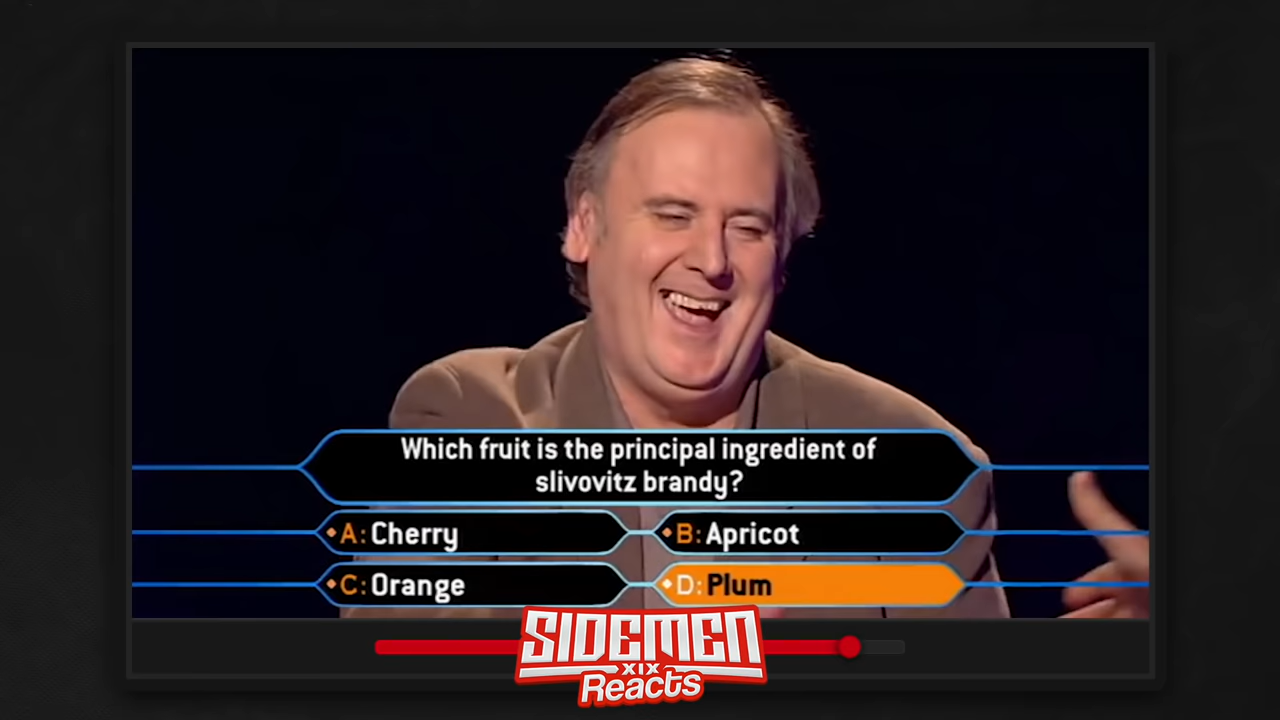 Which fruit is the principal ingredient of
slivovitz brandy?
A: Cherry
B: Apricot
C: Orange
D: Plum
SIDEMEN
XIX
Reacts